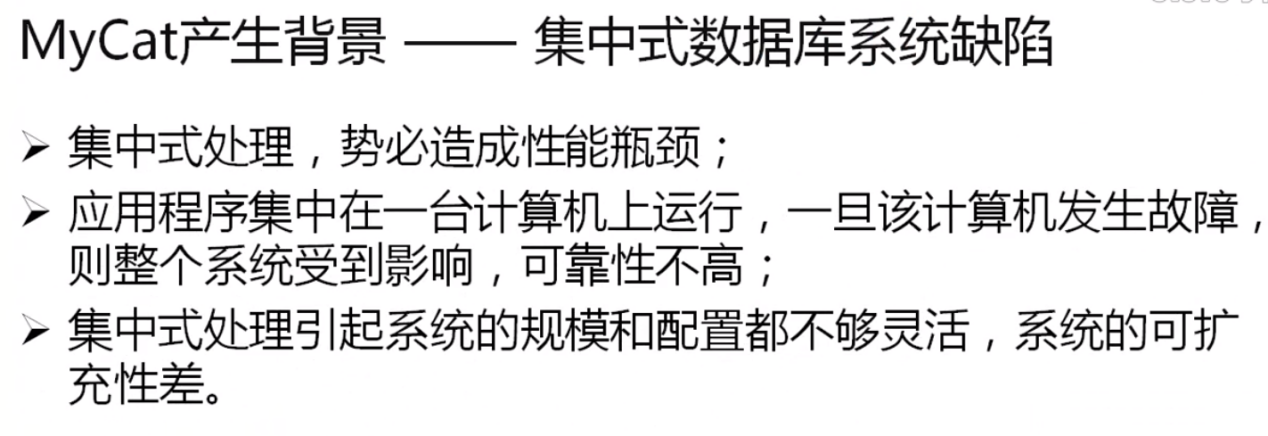 MyCat产生背景 —— 集中式数据库系统缺陷
➢ 集中式处理，势必造成性能瓶颈；
➢ 应用程序集中在一台计算机上运行，一旦该计算机发生故障，
则整个系统受到影响，可靠性不高；
➢ 集中式处理引起系统的规模和配置都不够灵活，系统的可扩
充性差。